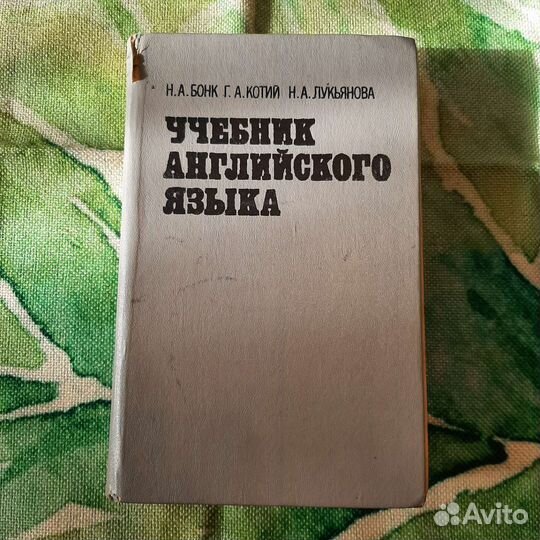 Н.А.БОНК Г.А.КОТИЙ Н.А.ЛУКЬЯНОВА
УЧЕБНИК
АНГЛИЙСКОГО
ЯЗЫКА
Avito